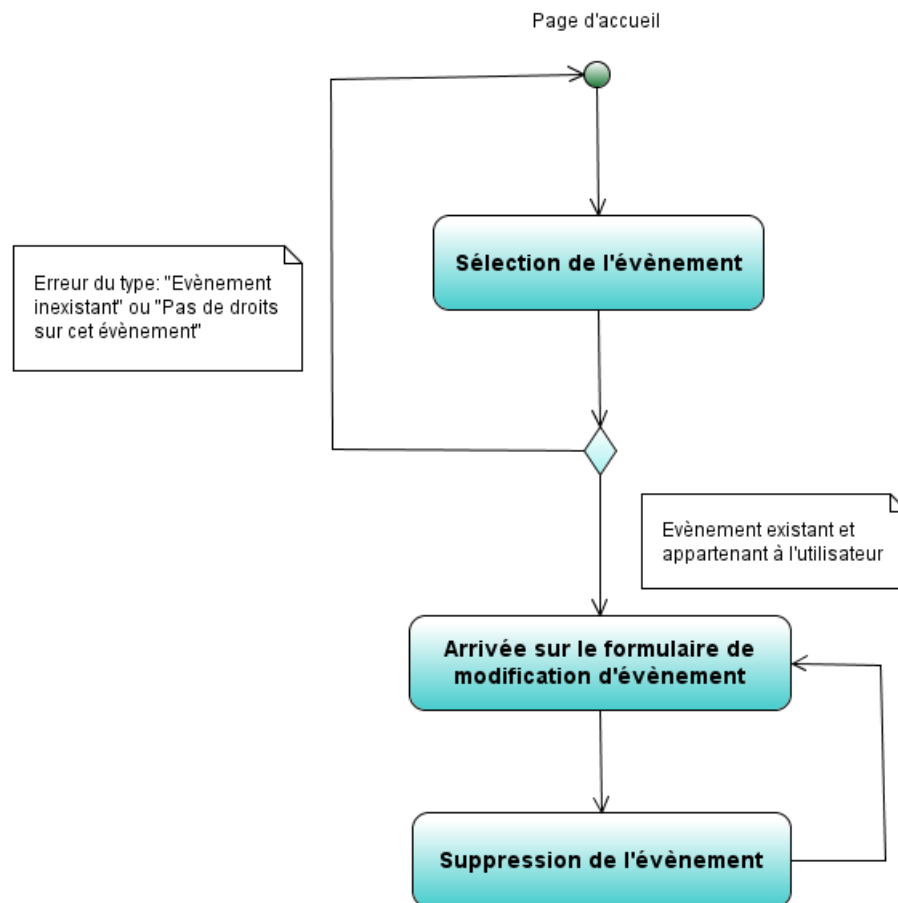 Page d'accueil
Sélection de l'évènement
Erreur du type: "Evènement
inexistant" ou "Pas de droits
sur cet évènement"
Evènement existant et
appartenant à l'utilisateur
Arrivée sur le formulaire de
modification d'évènement
Suppression de l'évènement